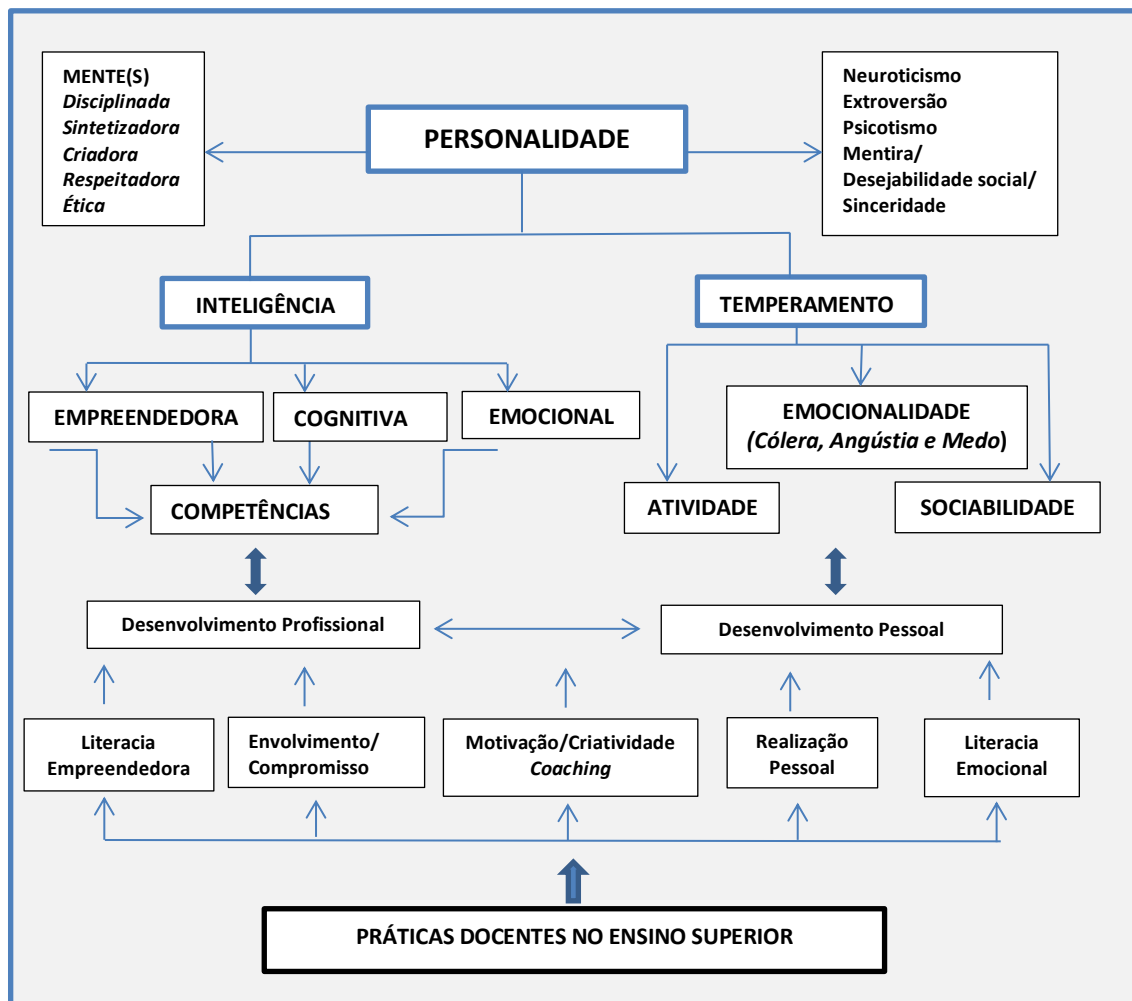 MENTE(S)
Disciplinada
Sintetizadora
Criadora
Respeitadora
Ética
PERSONALIDADE
Neuroticismo
Extroversão
Psicotismo
Mentira/
Desejabilidade social/
Sinceridade
INTELIGÊNCIA
TEMPERAMENTO
EMPREENDEDORA
COGNITIVA
EMOCIONAL
EMOCIONALIDADE
(Cólera, Angústia e Medo)
COMPETÊNCIAS
ATIVIDADE
SOCIABILIDADE
Desenvolvimento Profissional
Desenvolvimento Pessoal
Literacia
Empreendedora
Envolvimento/
Compromisso
Motivação/Criatividade
Coaching
Realização
Pessoal
Literacia
Emocional
PRÁTICAS DOCENTES NO ENSINO SUPERIOR